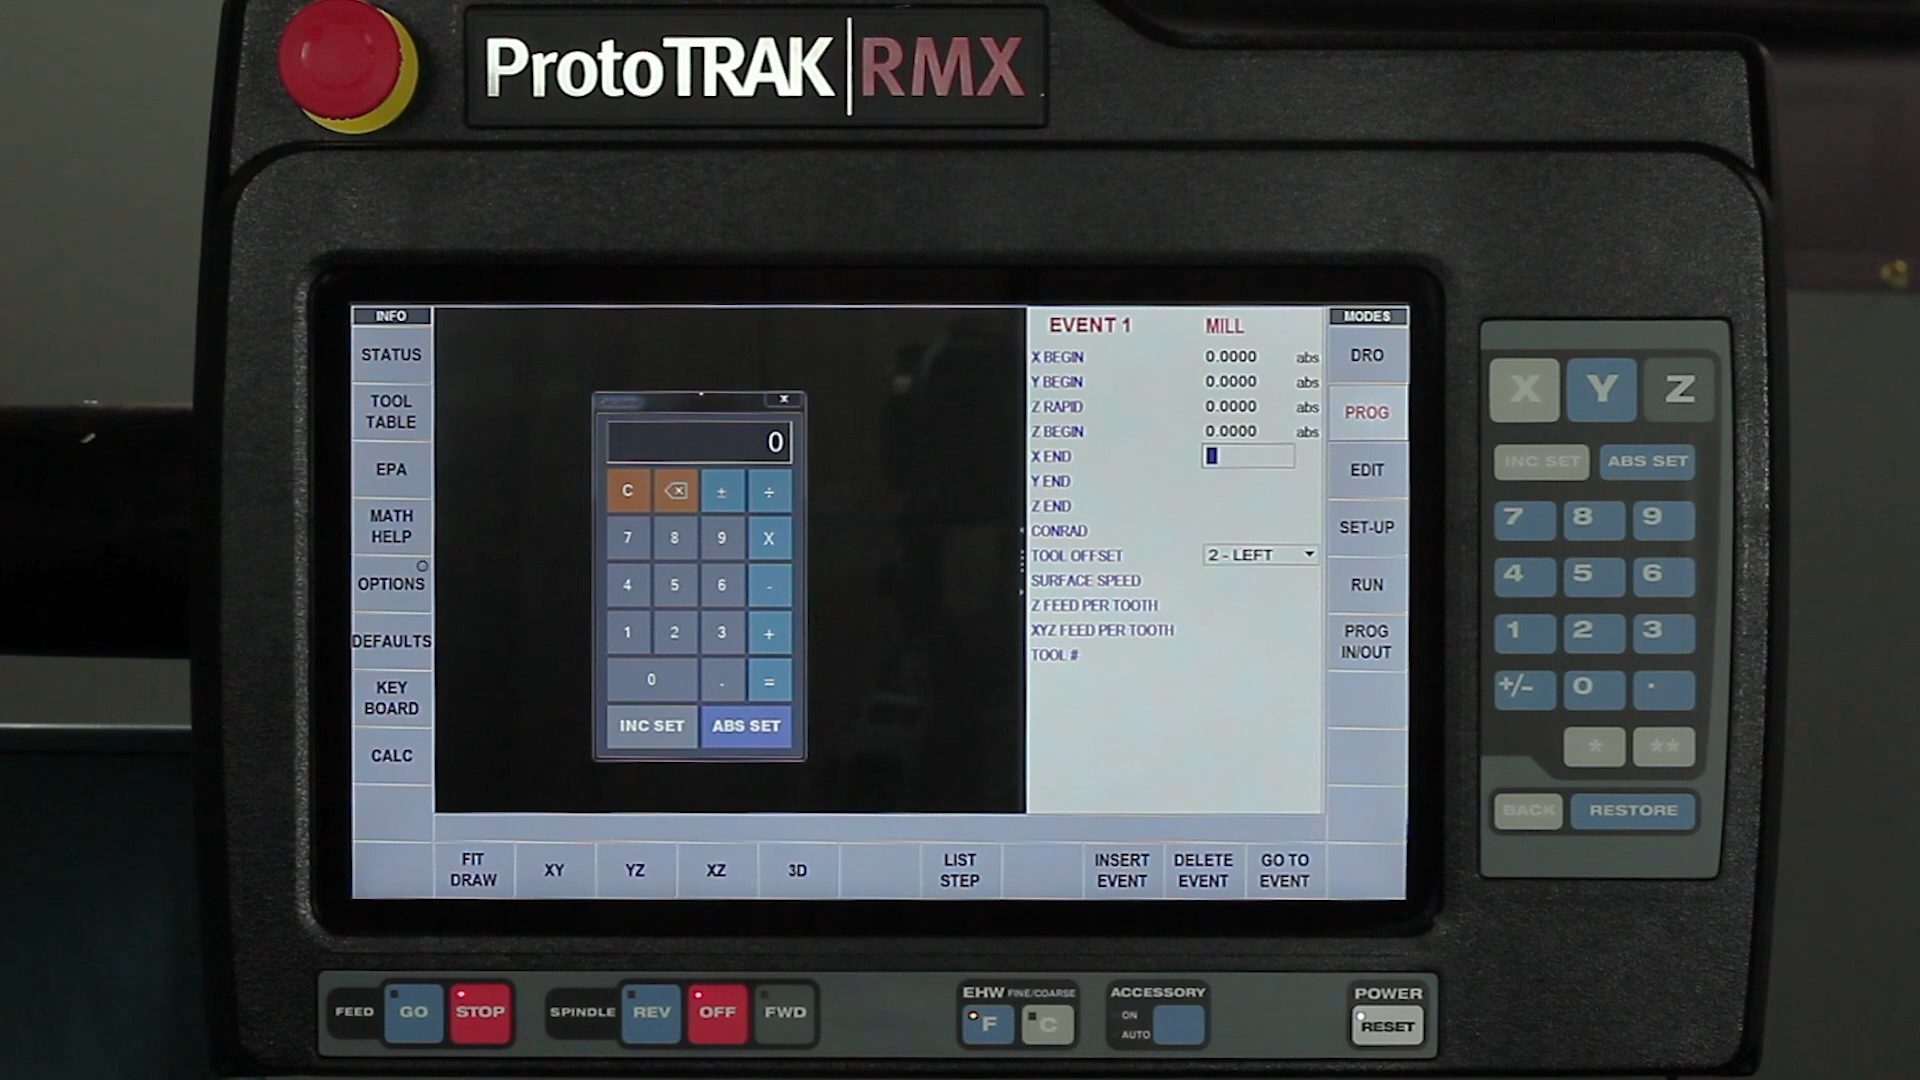 ProtoTRAK | RMX
INFO
STATUS
TOOL
TABLE
EPA
MATH
HELP
OPTIONS
DEFAULTS
KEY
BOARD
CALC
0
C ± ÷
7 8 9 X
4 5 6 -
1 2 3 +
0 . =
INC SET ABS SET
EVENT 1 MILL
X BEGIN 0.0000 abs
Y BEGIN 0.0000 abs
Z RAPID 0.0000 abs
Z BEGIN 0.0000 abs
X END
Y END
Z END
CONRAD
TOOL OFFSET 2 - LEFT
SURFACE SPEED
Z FEED PER TOOTH
XYZ FEED PER TOOTH
TOOL #
MODES
DRO
PROG
EDIT
SET-UP
RUN
PROG
IN/OUT
FIT
DRAW
XY
YZ
XZ
3D
LIST
STEP
INSERT
EVENT
DELETE
EVENT
GO TO
EVENT
X Y Z
INC SET ABS SET
7 8 9
4 5 6
1 2 3
+/- 0 .
* **
BACK RESTORE
FEED GO STOP
SPINDLE REV OFF FWD
EHW FINE/COARSE
F C
ACCESSORY
ON
AUTO
POWER
RESET